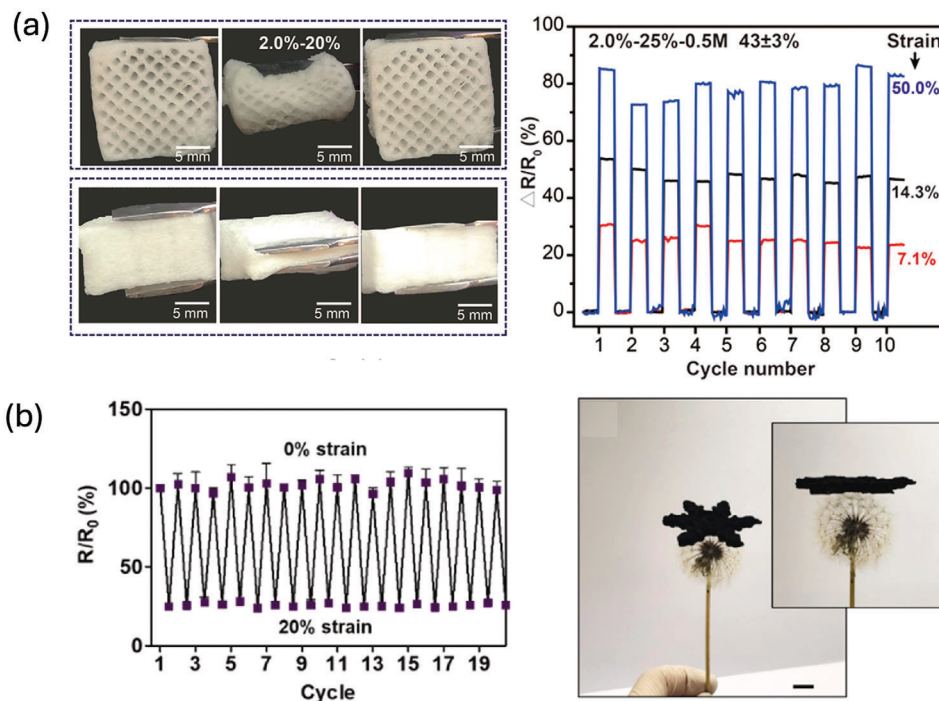 (a)
2.0%-20%
5 mm
5 mm
5 mm
5 mm
5 mm
5 mm
2.0%-25%-0.5M 43±3%
Strain
50.0%
14.3%
7.1%
△R/R0 (%)
100
80
60
40
20
0
1 2 3 4 5 6 7 8 9 10
Cycle number
(b)
R/R0 (%)
150
100
50
0
0% strain
20% strain
1 3 5 7 9 11 13 15 17 19
Cycle